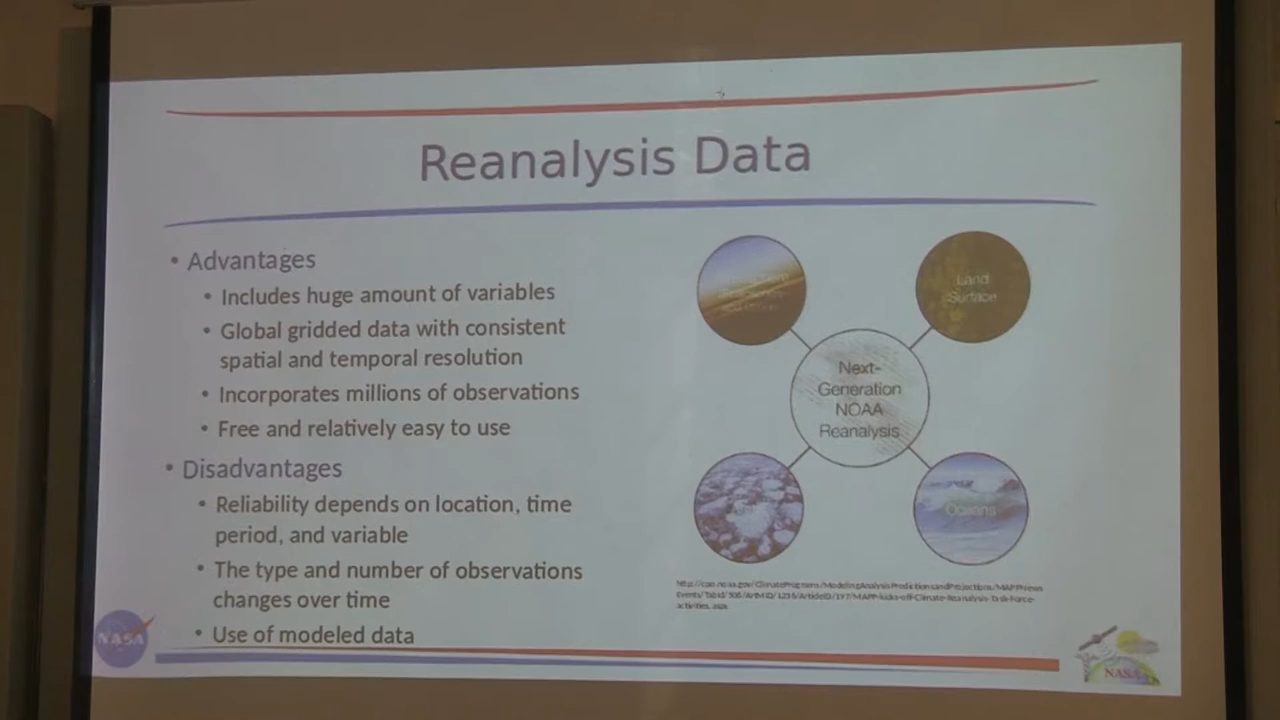 Reanalysis Data
• Advantages
• Includes huge amount of variables
• Global gridded data with consistent
spatial and temporal resolution
• Incorporates millions of observations
• Free and relatively easy to use
• Disadvantages
• Reliability depends on location, time
period, and variable
• The type and number of observations
changes over time
• Use of modeled data
Land
Surface
Next-
Generation
NOAA
Reanalysis
Oceans
activities.aspx
NASA
NASA